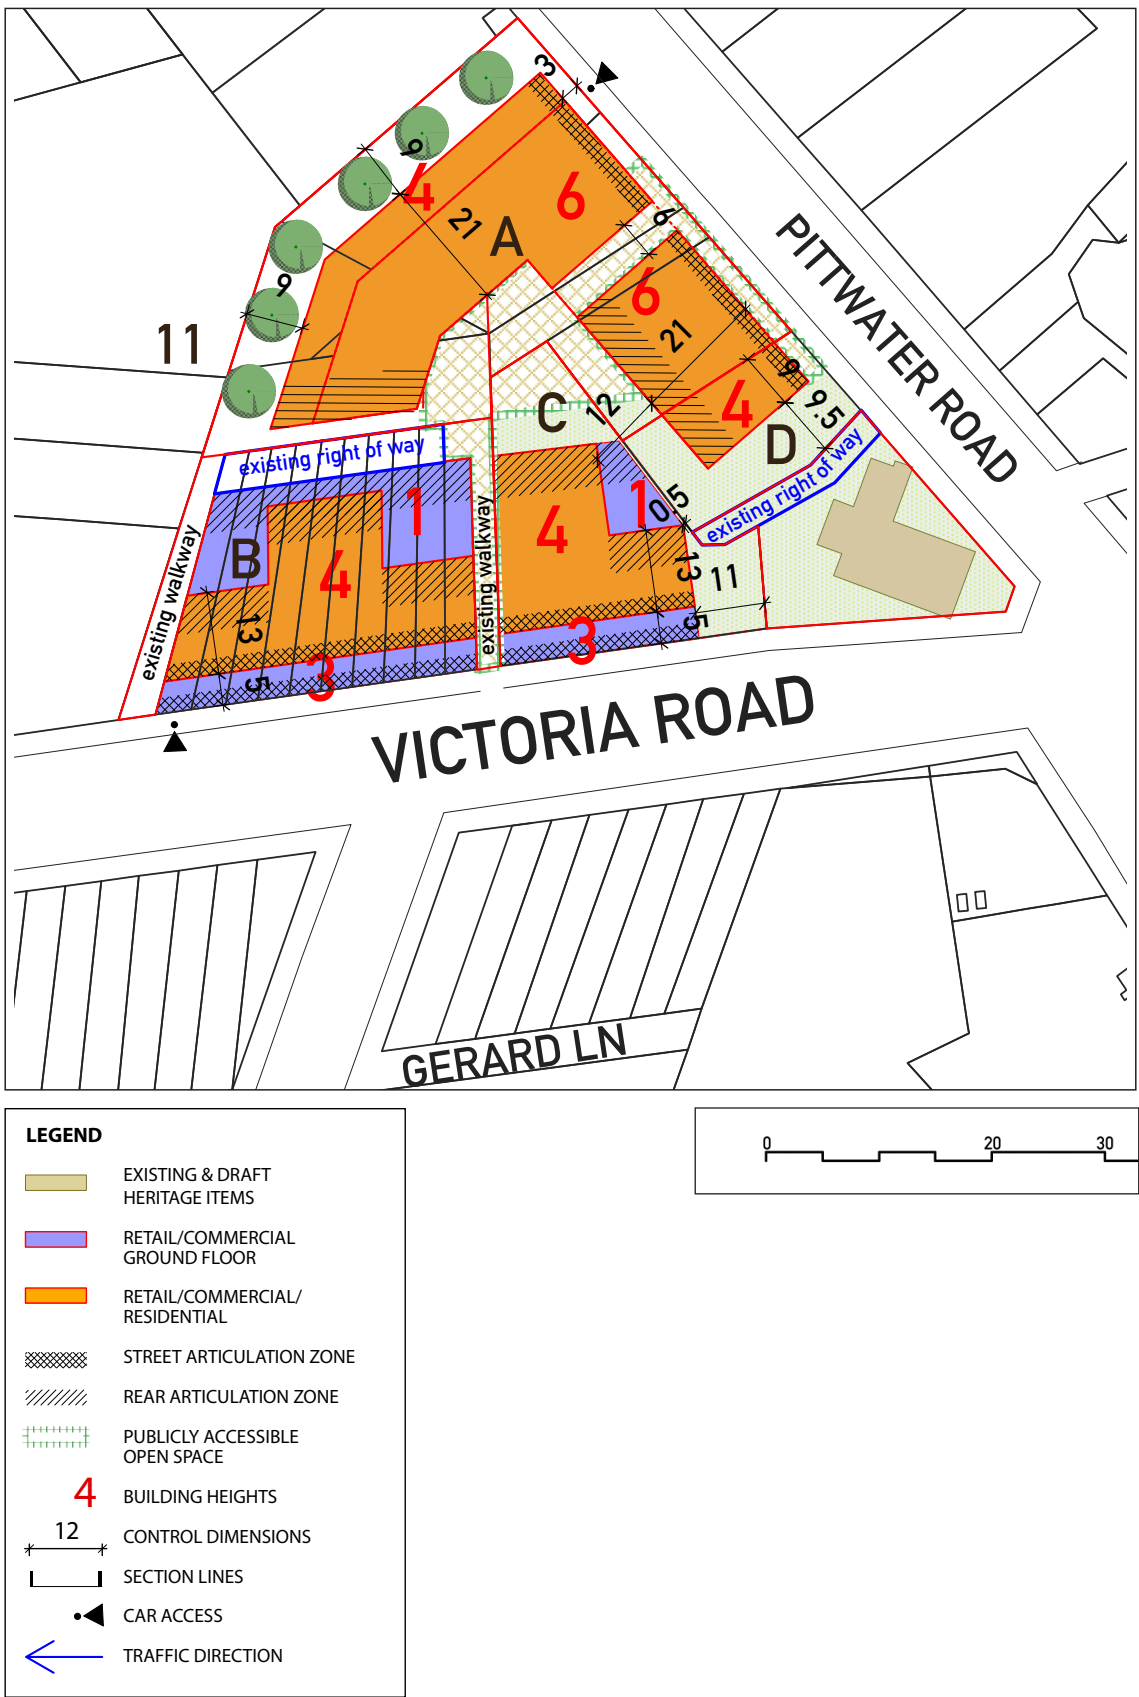 3
9
4
6
21
A
6
9
6
11
21
PITTWATER ROAD
9
9.5
4
12
C
D
existing right of way
existing right of way
1
1
0.5
B
4
4
existing walkway
existing walkway
13
13
11
5
3
3
5
VICTORIA ROAD
GERARD LN
LEGEND
EXISTING & DRAFT
HERITAGE ITEMS
RETAIL/COMMERCIAL
GROUND FLOOR
RETAIL/COMMERCIAL/
RESIDENTIAL
STREET ARTICULATION ZONE
REAR ARTICULATION ZONE
PUBLICLY ACCESSIBLE
OPEN SPACE
4 BUILDING HEIGHTS
12 CONTROL DIMENSIONS
SECTION LINES
CAR ACCESS
TRAFFIC DIRECTION
0 20 30